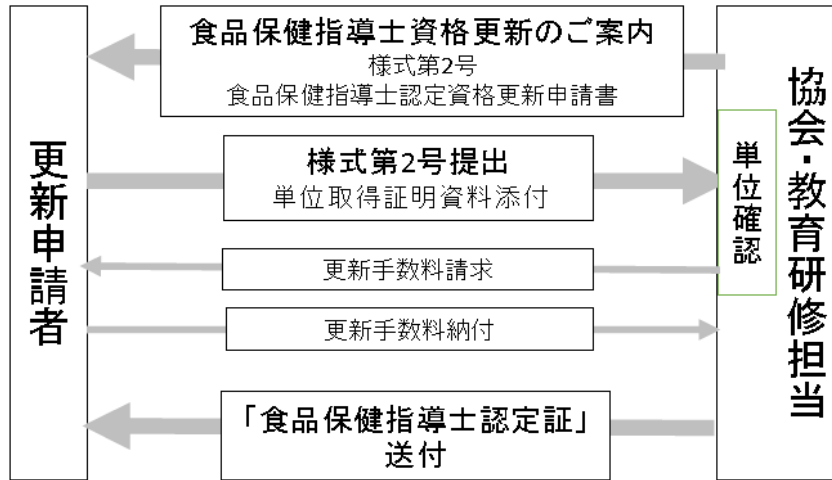 食品保健指導士資格更新のご案内
様式第2号
食品保健指導士認定資格更新申請書
更新申請者
協会・教育研修担当
単位確認
様式第2号提出
単位取得証明資料添付
更新手数料請求
更新手数料納付
「食品保健指導士認定証」
送付